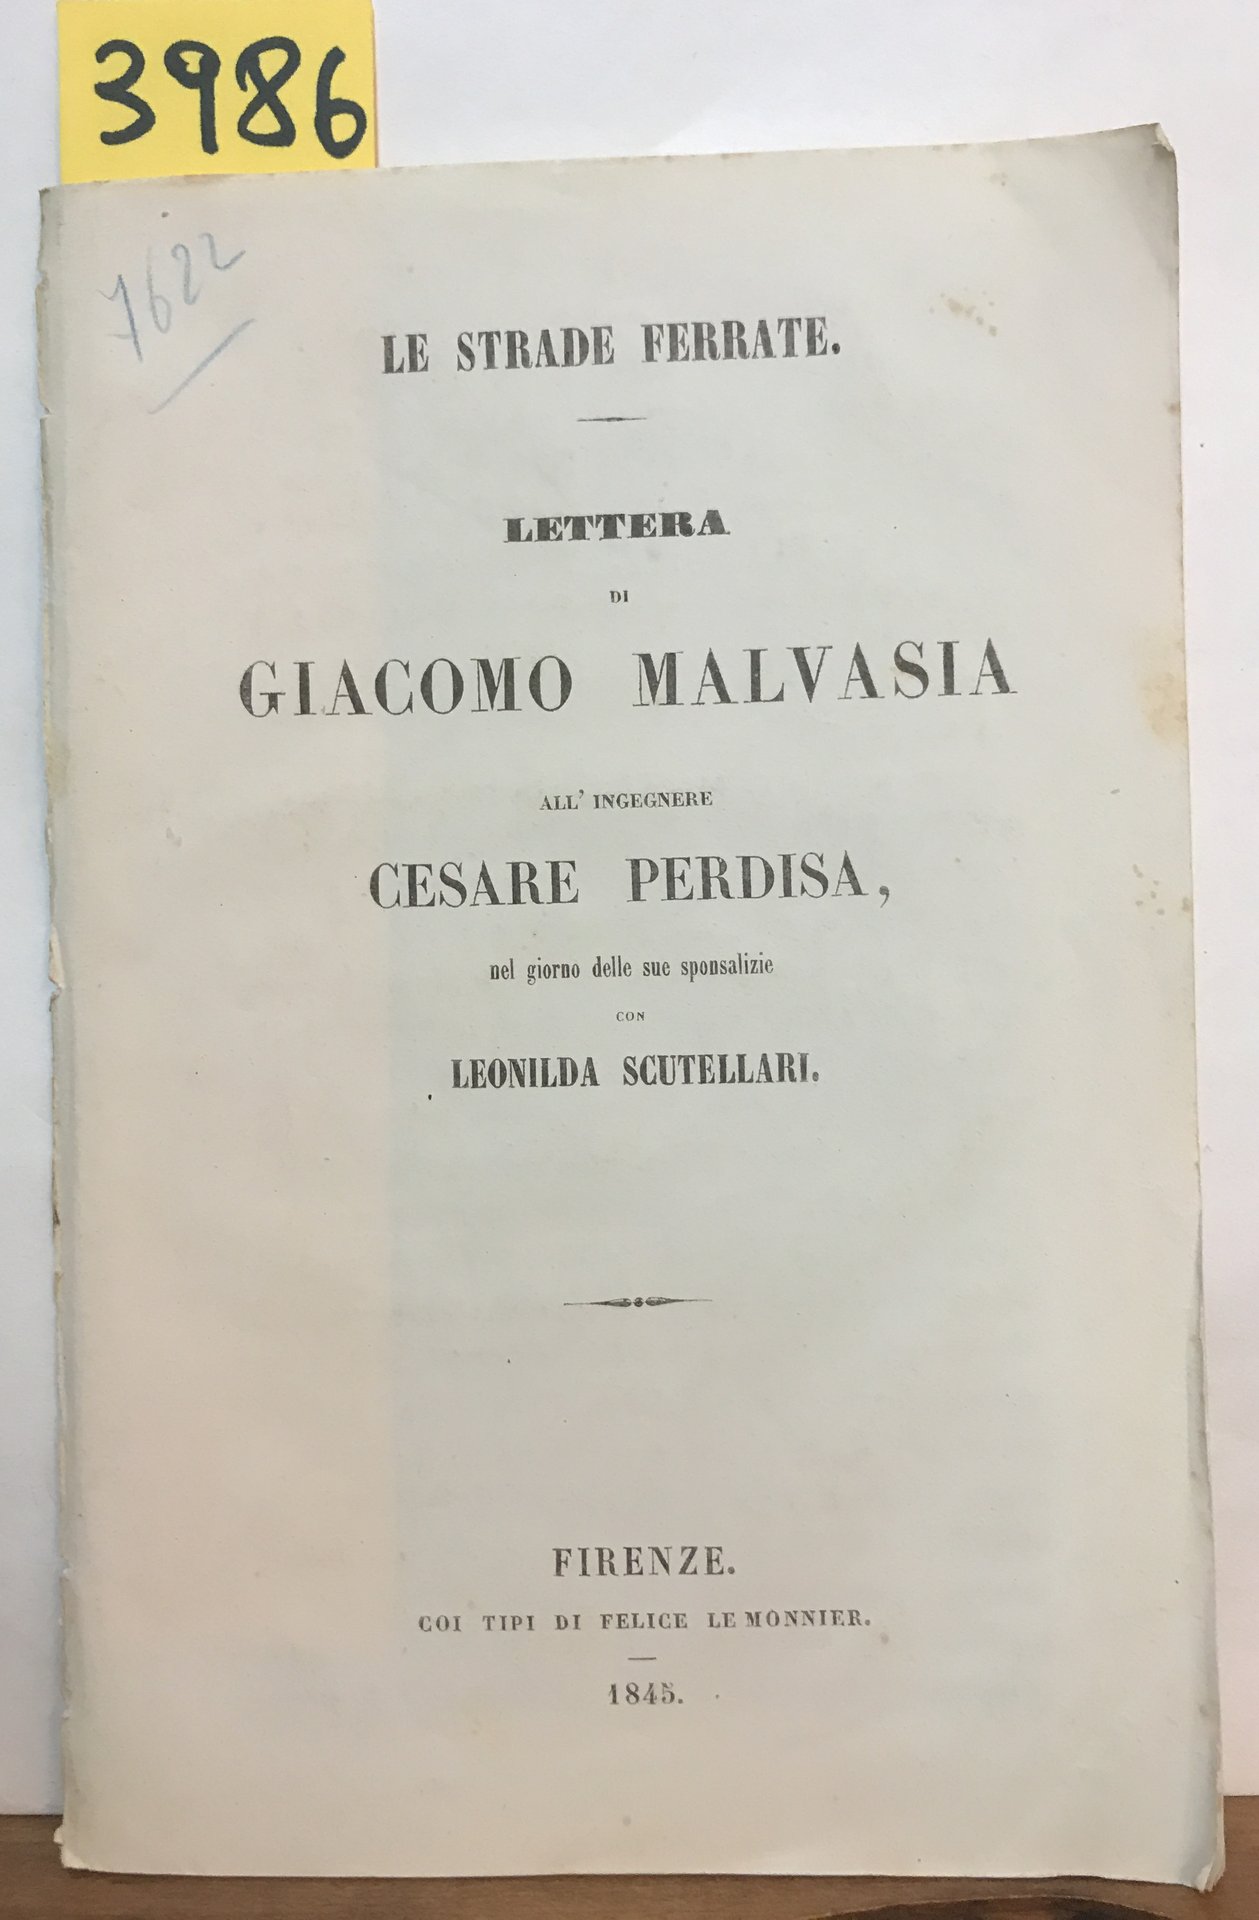 3986
7622
LE STRADE FERRATE.
LETTERA
DI
GIACOMO MALVASIA
ALL' INGEGNERE
CESARE PERDISA,
nel giorno delle sue sponsalizie
CON
LEONILDA SCUTELLARI.
FIRENZE.
COI TIPI DI FELICE LE MONNIER.
1845.